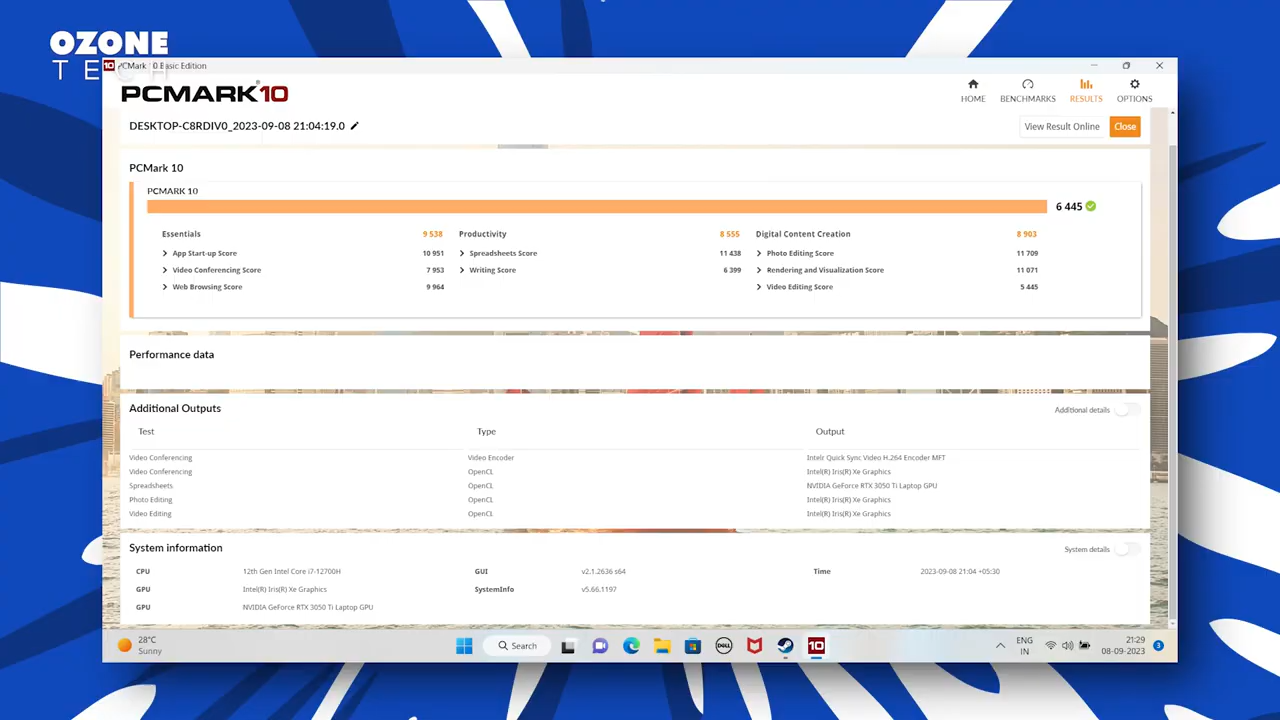 OZONE
TECH
PCMark 10 Basic Edition
PCMARK®10
HOME
BENCHMARKS
RESULTS
OPTIONS
DESKTOP-C8RDIV0_2023-09-08 21:04:19.0
View Result Online
Close
PCMark 10
PCMARK 10
6 445
Essentials 9 538
Productivity 8 555
Digital Content Creation 8 903
App Start-up Score 10 951
Spreadsheets Score 11 438
Photo Editing Score 11 709
Video Conferencing Score 7 953
Writing Score 6 399
Rendering and Visualization Score 11 071
Web Browsing Score 9 964
Video Editing Score 5 445
Performance data
Additional Outputs
Additional details
Test Type Output
Video Conferencing Video Encoder Intelr Quick Sync Video H.264 Encoder MFT
Video Conferencing OpenCL Intel(R) Iris(R) Xe Graphics
Spreadsheets OpenCL NVIDIA GeForce RTX 3050 Ti Laptop GPU
Photo Editing OpenCL Intel(R) Iris(R) Xe Graphics
Video Editing OpenCL Intel(R) Iris(R) Xe Graphics
System information
System details
CPU 12th Gen Intel Core i7-12700H GUI v2.1.2636 s64 Time 2023-09-08 21:04 +05:30
GPU Intel(R) Iris(R) Xe Graphics SystemInfo v5.66.1197
GPU NVIDIA GeForce RTX 3050 Ti Laptop GPU
28°C
Sunny
Search
DELL
10
ENG
IN
21:29
08-09-2023
3